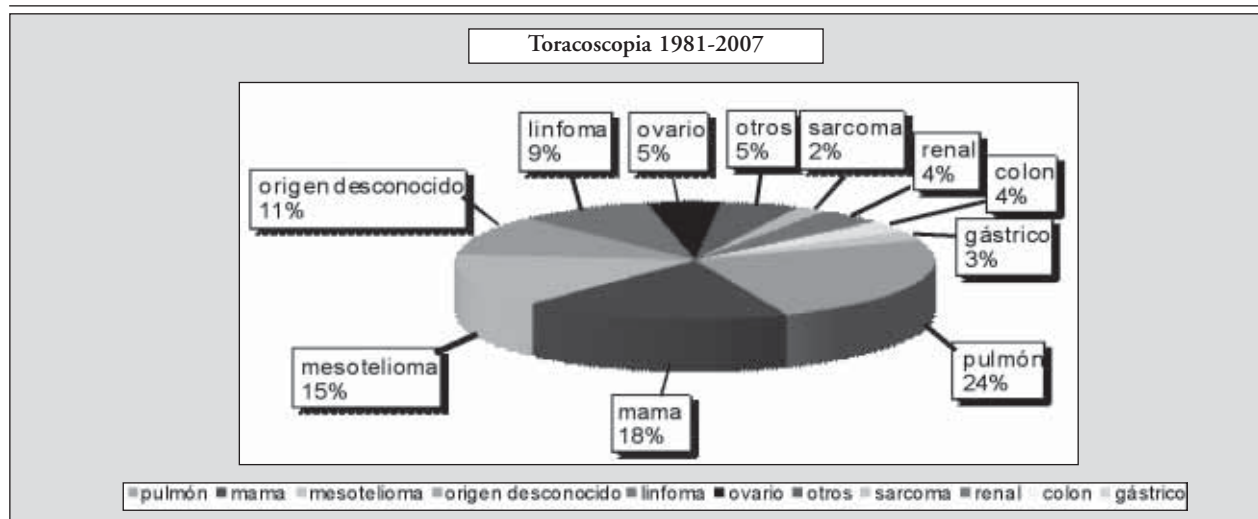 Toracoscopia 1981-2007
linfoma
9%
ovario
5%
otros
5%
sarcoma
2%
renal
4%
colon
4%
gástrico
3%
origen desconocido
11%
mesotelioma
15%
mama
18%
pulmón
24%
pulmón mama mesotelioma origen desconocido linfoma ovario otros sarcoma renal colon gástrico